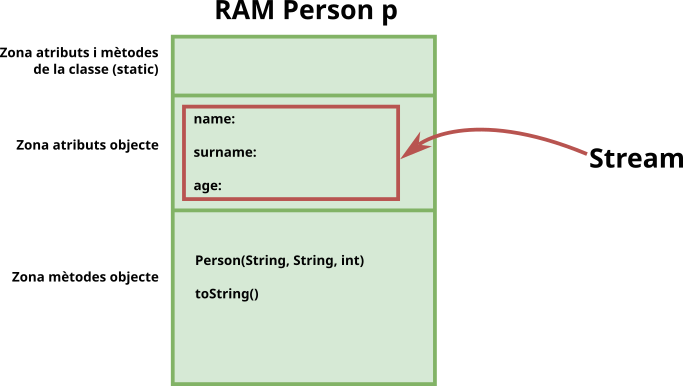 RAM Person p
Zona atributs i mètodes
de la classe (static)
Zona atributs objecte
name:
surname:
age:
Stream
Zona mètodes objecte
Person(String, String, int)
toString()